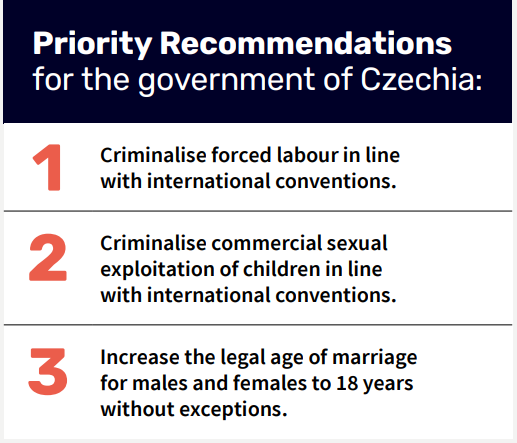 Priority Recommendations
for the government of Czechia:
1
Criminalise forced labour in line
with international conventions.
2
Criminalise commercial sexual
exploitation of children in line
with international conventions.
3
Increase the legal age of marriage
for males and females to 18 years
without exceptions.